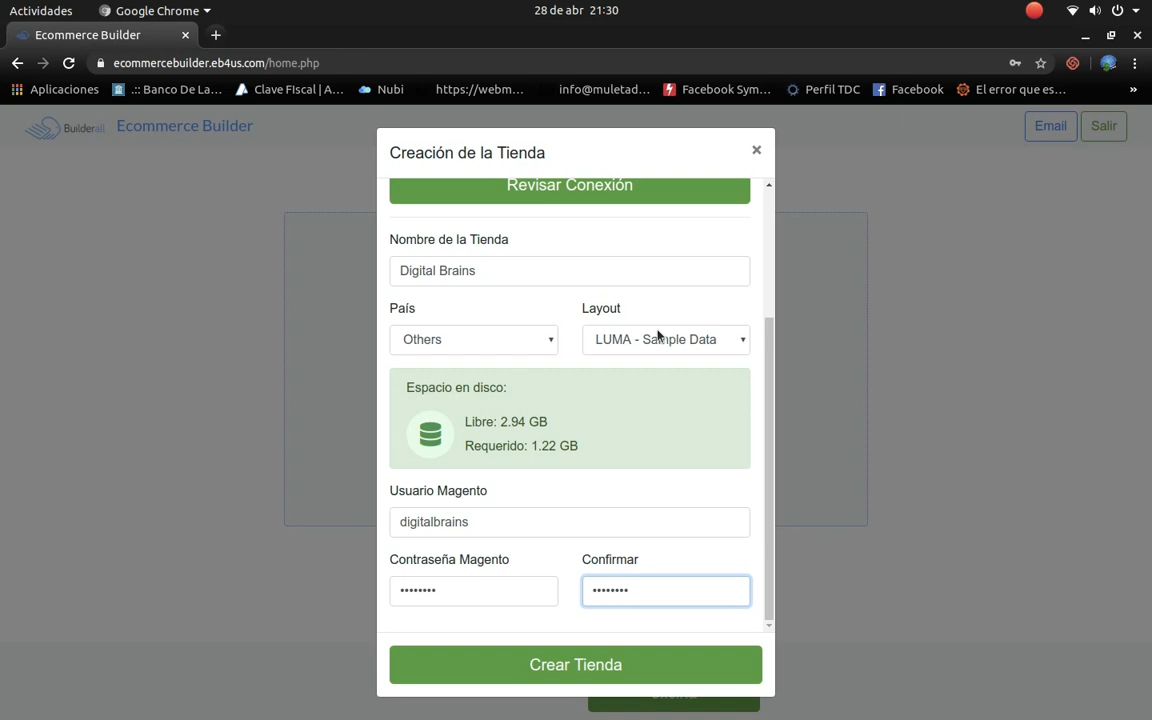 Actividades Google Chrome 28 de abr 21:30
Ecommerce Builder
ecommercebuilder.eb4us.com/home.php
Aplicaciones .:: Banco De La... Clave FIscal | A... Nubi https://webm... info@muletad... Facebook Sym... Perfil TDC Facebook El error que es... »
Builderall Ecommerce Builder Email Salir
Creación de la Tienda ×
Revisar Conexión
Nombre de la Tienda
Digital Brains
País Layout
Others LUMA - Sample Data
Espacio en disco:
Libre: 2.94 GB
Requerido: 1.22 GB
Usuario Magento
digitalbrains
Contraseña Magento Confirmar
•••••••• ••••••••
Crear Tienda